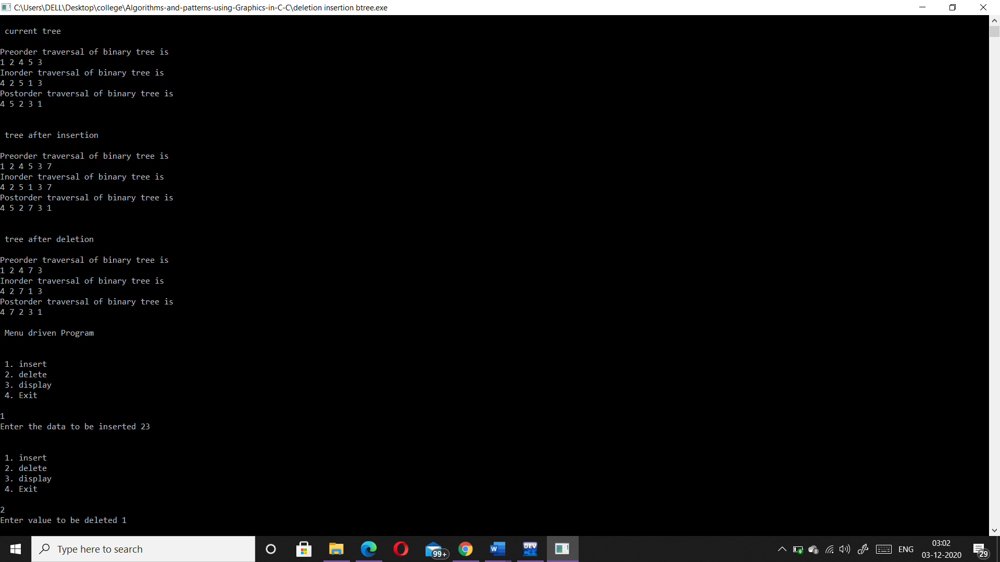 C:\Users\DELL\Desktop\college\Algorithms-and-patterns-using-Graphics-in-C-C\deletion insertion btree.exe
current tree
Preorder traversal of binary tree is
1 2 4 5 3
Inorder traversal of binary tree is
4 2 5 1 3
Postorder traversal of binary tree is
4 5 2 3 1
tree after insertion
Preorder traversal of binary tree is
1 2 4 5 3 7
Inorder traversal of binary tree is
4 2 5 1 3 7
Postorder traversal of binary tree is
4 5 2 7 3 1
tree after deletion
Preorder traversal of binary tree is
1 2 4 7 3
Inorder traversal of binary tree is
4 2 7 1 3
Postorder traversal of binary tree is
4 7 2 3 1
Menu driven Program
1. insert
2. delete
3. display
4. Exit
1
Enter the data to be inserted 23
1. insert
2. delete
3. display
4. Exit
2
Enter value to be deleted 1
Type here to search
99+
W
DEV
C++
ENG
03:02
03-12-2020
29